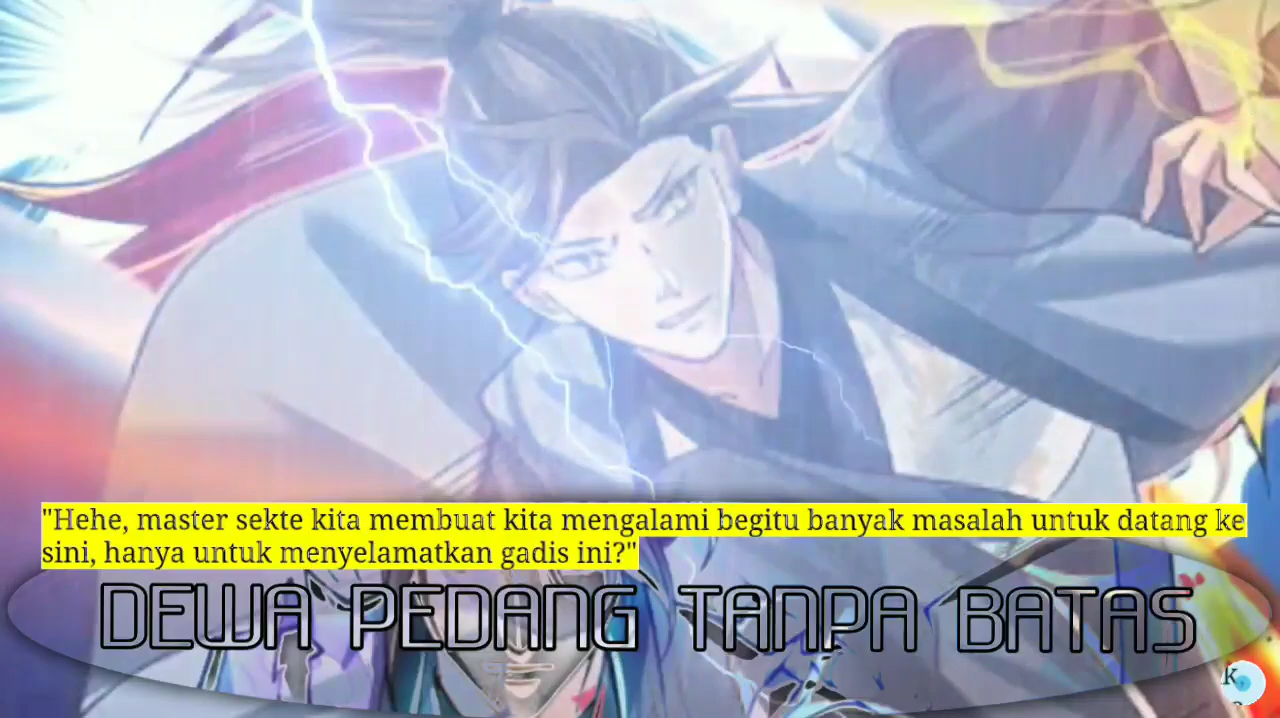 "Hehe, master sekte kita membuat kita mengalami begitu banyak masalah untuk datang ke
sini, hanya untuk menyelamatkan gadis ini?"
DEWA PEDANG TANPA BATAS